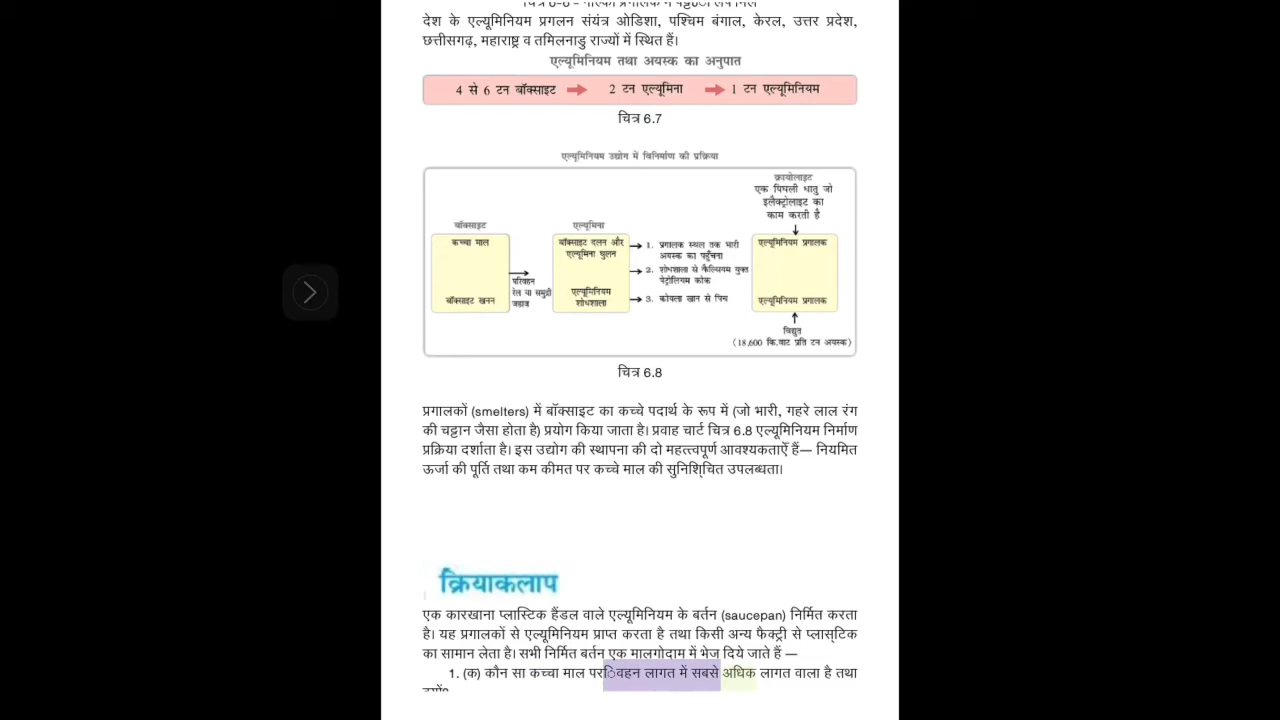 देश के एल्यूमिनियम प्रगलन संयंत्र ओडिशा, पश्चिम बंगाल, केरल, उत्तर प्रदेश,
छत्तीसगढ़, महाराष्ट्र व तमिलनाडु राज्यों में स्थित हैं।
एल्यूमिनियम तथा अयस्क का अनुपात
4 से 6 टन बॉक्साइट 2 टन एल्यूमिना 1 टन एल्यूमिनियम
चित्र 6.7
एल्यूमिनियम उद्योग में विनिर्माण की प्रक्रिया
बॉक्साइट
कच्चा माल
बॉक्साइट खनन
परिवहन
रेल या समुद्री
जहाज
एल्यूमिना
बॉक्साइट दलन और
एल्यूमिना घुलन
एल्यूमिनियम
शोधशाला
1. प्रगालक स्थल तक भारी
अयस्क का पहुँचना
2. शोधशाला से कैल्सियम युक्त
पेट्रोलियम कोक
3. कोयला खान से पिच
क्रायोलाइट
एक पिघली धातु जो
इलैक्ट्रोलाइट का
काम करती है
एल्यूमिनियम प्रगालक
एल्यूमिनियम प्रगालक
विद्युत
(18,600 कि.वाट प्रति टन अयस्क)
चित्र 6.8
प्रगालकों (smelters) में बॉक्साइट का कच्चे पदार्थ के रूप में (जो भारी, गहरे लाल रंग
की चट्टान जैसा होता है) प्रयोग किया जाता है। प्रवाह चार्ट चित्र 6.8 एल्यूमिनियम निर्माण
प्रक्रिया दर्शाता है। इस उद्योग की स्थापना की दो महत्त्वपूर्ण आवश्यकताएँ हैं— नियमित
ऊर्जा की पूर्ति तथा कम कीमत पर कच्चे माल की सुनिश्चित उपलब्धता।
क्रियाकलाप
एक कारखाना प्लास्टिक हैंडल वाले एल्यूमिनियम के बर्तन (saucepan) निर्मित करता
है। यह प्रगालकों से एल्यूमिनियम प्राप्त करता है तथा किसी अन्य फैक्ट्री से प्लास्टिक
का सामान लेता है। सभी निर्मित बर्तन एक मालगोदाम में भेज दिये जाते हैं —
1. (क) कौन सा कच्चा माल परिवहन लागत में सबसे अधिक लागत वाला है तथा